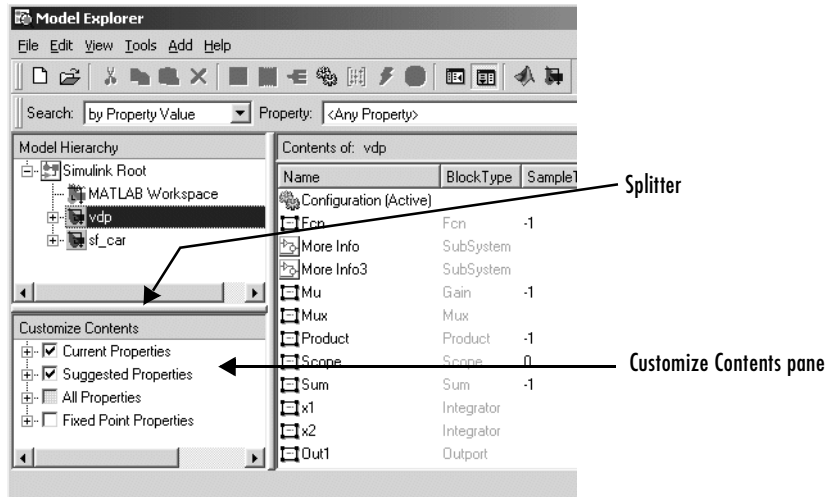 Model Explorer
File Edit View Tools Add Help
Search: by Property Value Property: <Any Property>
Model Hierarchy
Simulink Root
MATLAB Workspace
vdp
sf_car
Contents of: vdp
Name BlockType
Configuration (Active)
Fcn Fcn -1
More Info SubSystem
More Info3 SubSystem
Mu Gain -1
Mux Mux
Product Product -1
Scope Scope 0
Sum Sum -1
x1 Integrator
x2 Integrator
Out1 Outport
Customize Contents
Current Properties
Suggested Properties
All Properties
Fixed Point Properties
Splitter
Customize Contents pane